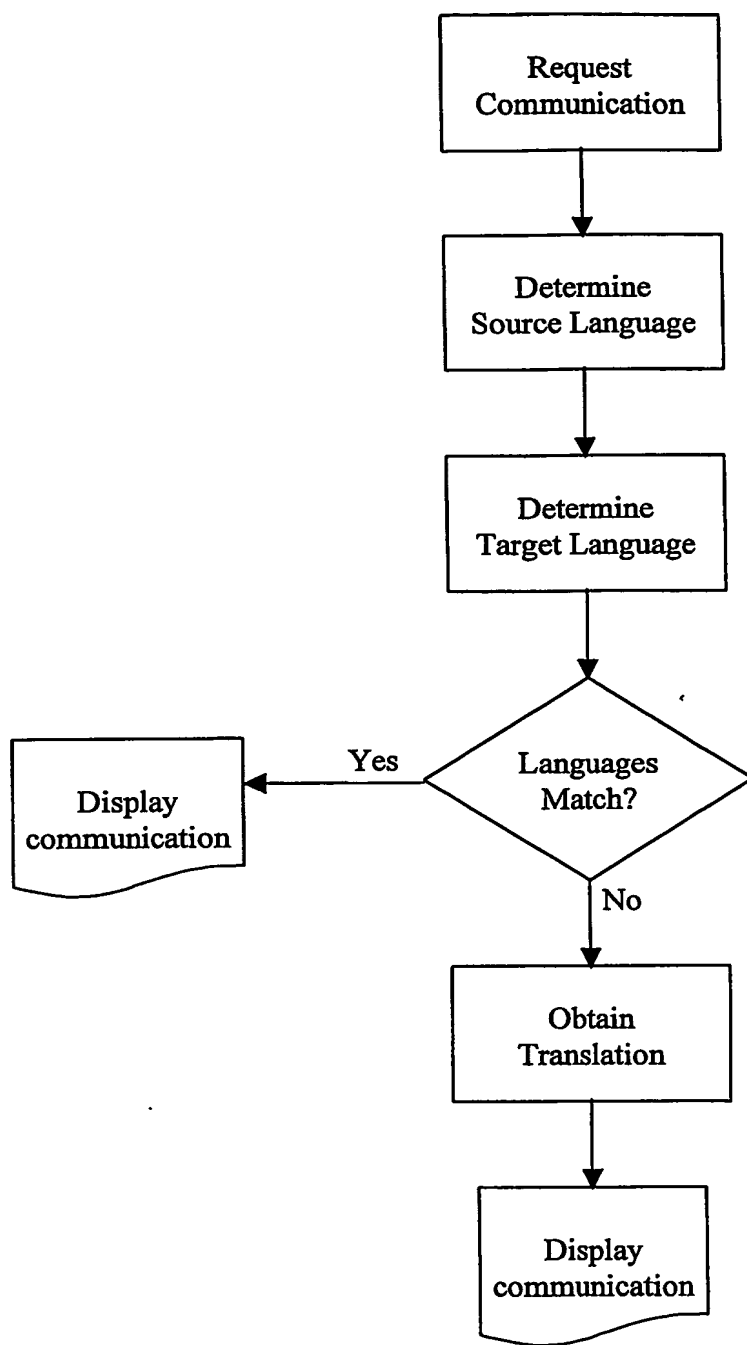 Request
Communication
Determine
Source Language
Determine
Target Language
Languages
Match?
Yes
Display
communication
No
Obtain
Translation
Display
communication